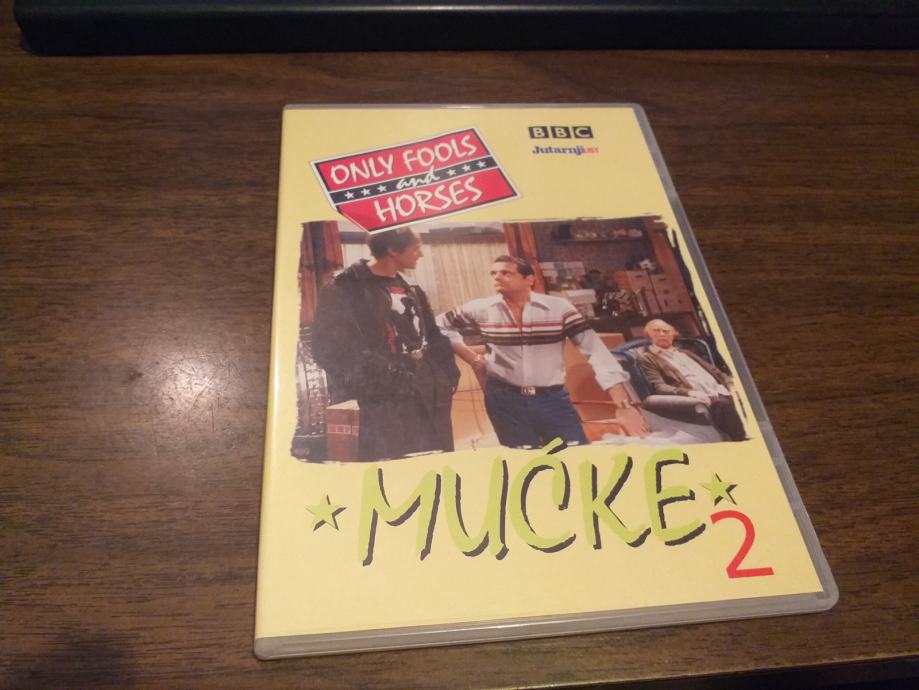 ONLY FOOLS
and
HORSES
BBC
Jutarnji LIST
MUĆKE
2